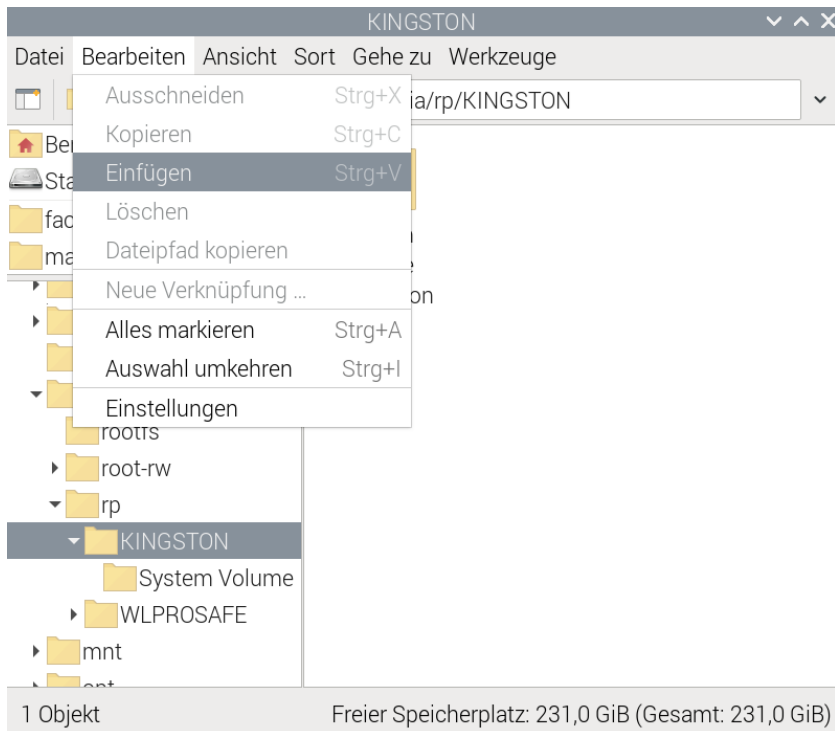 KINGSTON
Datei Bearbeiten Ansicht Sort Gehe zu Werkzeuge
Ausschneiden Strg+X
ia/rp/KINGSTON
Kopieren Strg+C
Einfügen Strg+V
Löschen
Dateipfad kopieren
Neue Verknüpfung ...
on
Alles markieren Strg+A
Auswahl umkehren Strg+I
Einstellungen
rootfs
root-rw
rp
KINGSTON
System Volume
WLPROSAFE
mnt
1 Objekt Freier Speicherplatz: 231,0 GiB (Gesamt: 231,0 GiB)